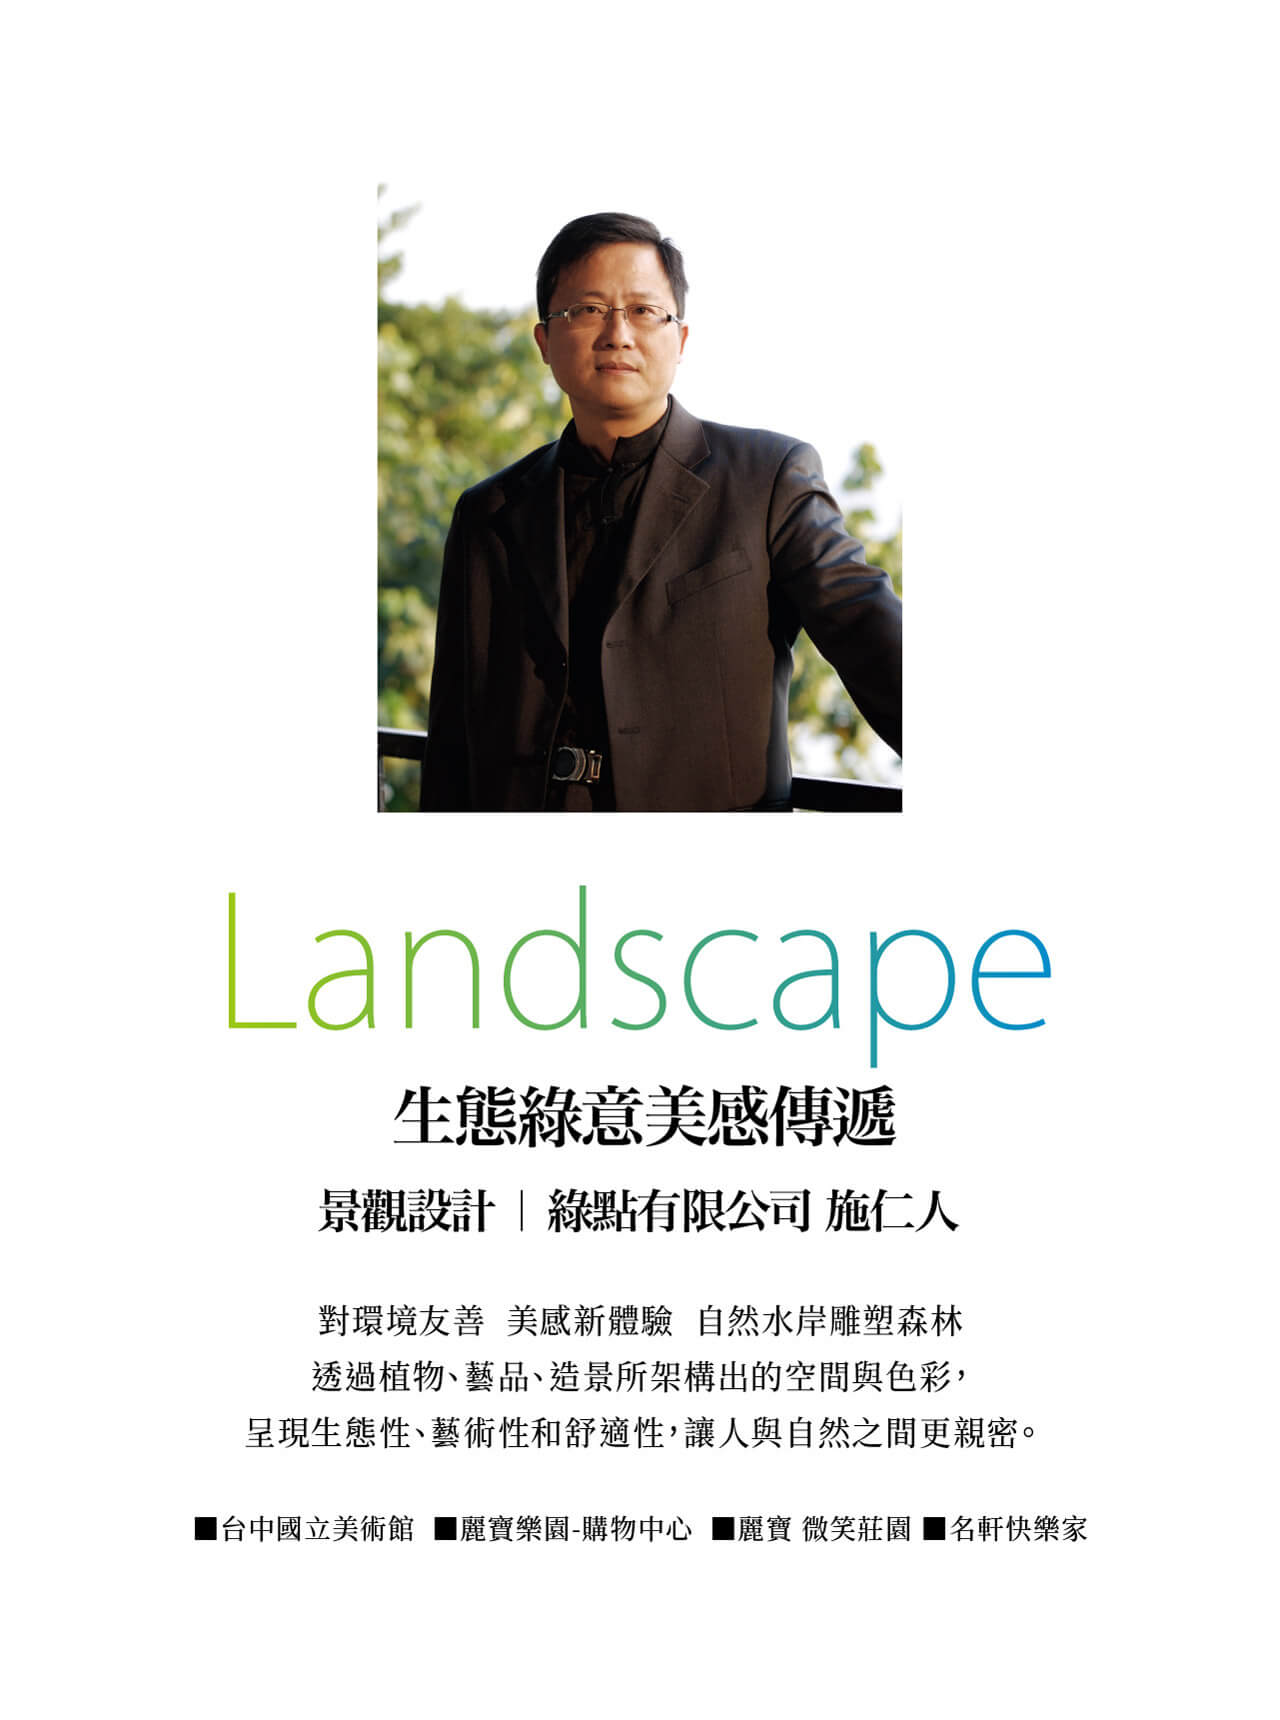 Landscape
生態綠意美感傳遞
景觀設計｜綠點有限公司 施仁人
對環境友善 美感新體驗 自然水岸雕塑森林
透過植物、藝品、造景所架構出的空間與色彩，
呈現生態性、藝術性和舒適性，讓人與自然之間更親密。
■台中國立美術館 ■麗寶樂園-購物中心 ■麗寶 微笑莊園 ■名軒快樂家